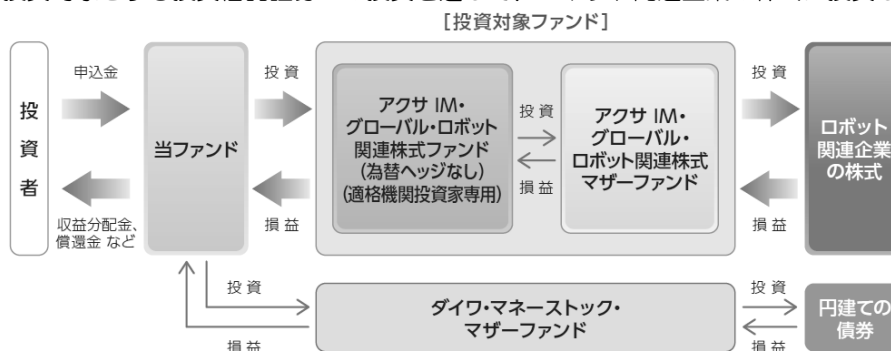 [投資対象ファンド]
投資者
申込金
収益分配金、
償還金 など
当ファンド
投 資
損 益
アクサ IM・
グローバル・ロボット
関連株式ファンド
(為替ヘッジなし)
(適格機関投資家専用)
投 資
損 益
アクサ IM・
グローバル・
ロボット関連株式
マザーファンド
投 資
損 益
ロボット
関連企業
の株式
投 資
損 益
ダイワ・マネーストック・
マザーファンド
投 資
損 益
円建ての
債券